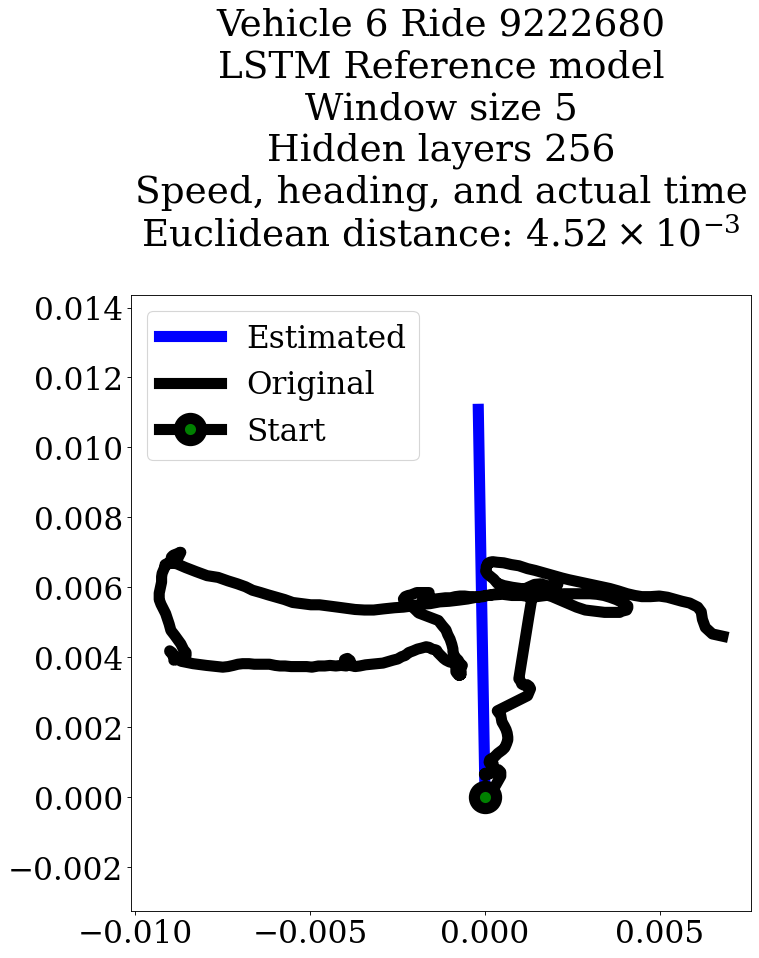 Vehicle 6 Ride 9222680
LSTM Reference model
Window size 5
Hidden layers 256
Speed, heading, and actual time
Euclidean distance: 4.52 × 10⁻³
Estimated
Original
Start
0.014
0.012
0.010
0.008
0.006
0.004
0.002
0.000
−0.002
−0.010 −0.005 0.000 0.005